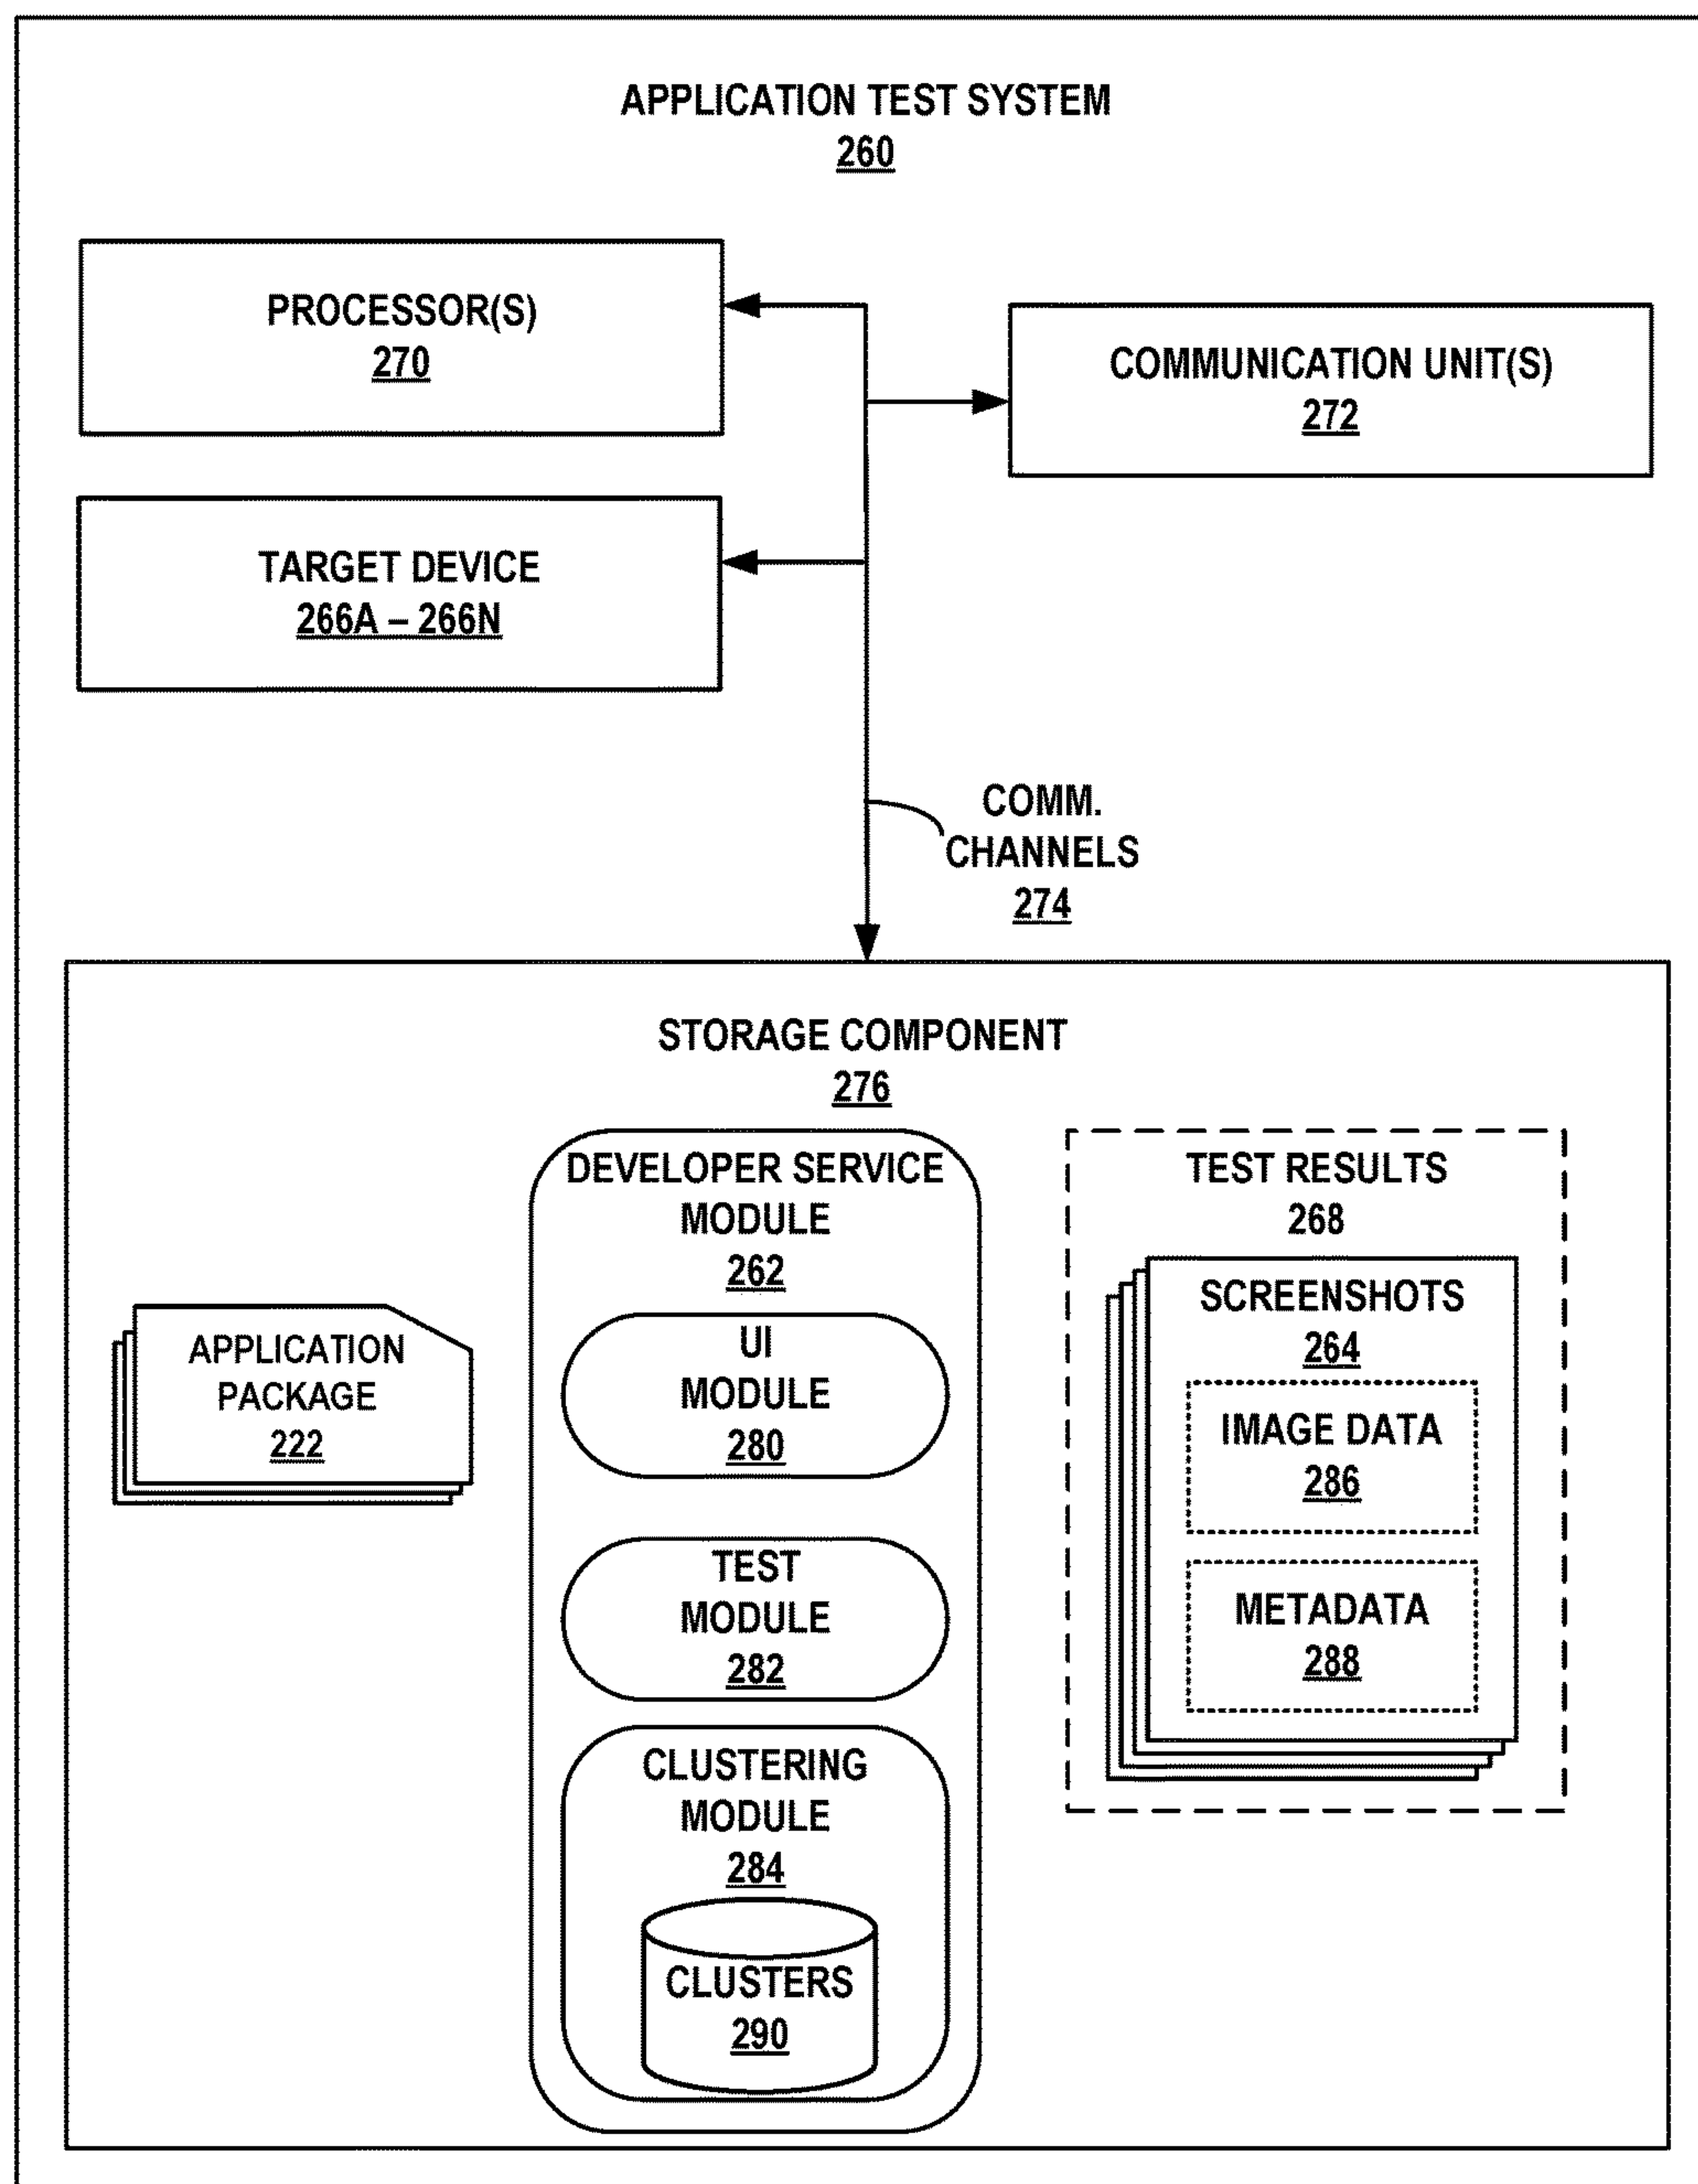 APPLICATION TEST SYSTEM
260
PROCESSOR(S)
270
COMMUNICATION UNIT(S)
272
TARGET DEVICE
266A – 266N
COMM.
CHANNELS
274
STORAGE COMPONENT
276
APPLICATION
PACKAGE
222
DEVELOPER SERVICE
MODULE
262
UI
MODULE
280
TEST
MODULE
282
CLUSTERING
MODULE
284
CLUSTERS
290
TEST RESULTS
268
SCREENSHOTS
264
IMAGE DATA
286
METADATA
288